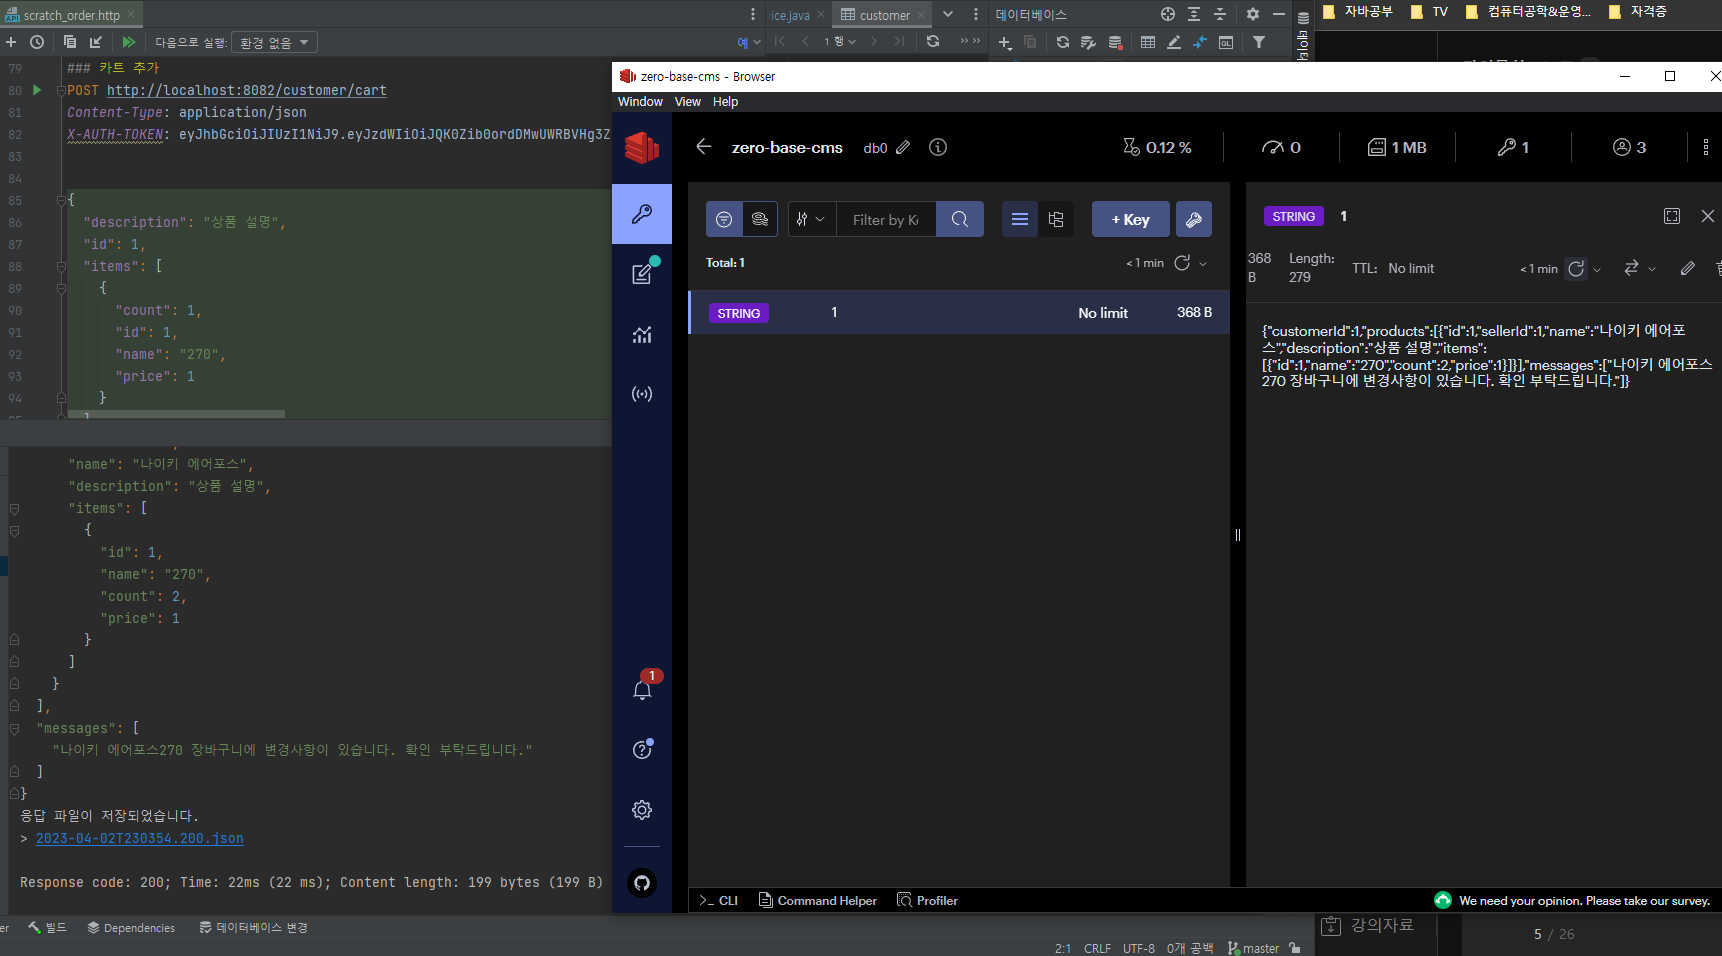 scratch_order.http
ice.java
customer
데이터베이스
자바공부
TV
컴퓨터공학&운영...
자격증
다음으로 실행:
환경 없음
예
1 행
79
### 카트 추가
80
POST http://localhost:8082/customer/cart
81
Content-Type: application/json
82
X-AUTH-TOKEN:
83
84
85
{
86
"description": "상품 설명",
87
"id": 1,
88
"items": [
89
{
90
"count": 1,
91
"id": 1,
92
"name": "270",
93
"price": 1
94
}
"name": "나이키 에어포스",
"description": "상품 설명",
"items": [
{
"id": 1,
"name": "270",
"count": 2,
"price": 1
}
]
}
],
"messages": [
"나이키 에어포스270 장바구니에 변경사항이 있습니다. 확인 부탁드립니다."
]
}
응답 파일이 저장되었습니다.
> 2023-04-02T230354.200.json
Response code: 200; Time: 22ms (22 ms); Content length: 199 bytes (199 B)
er
빌드
Dependencies
데이터베이스 변경
2:1
CRLF
UTF-8
0개 공백
master
강의자료
5 / 26
zero-base-cms - Browser
Window View Help
zero-base-cms
db0
0.12 %
0
1 MB
1
3
Filter by Ke
+ Key
Total: 1
< 1 min
STRING
1
No limit
368 B
STRING
1
368 B
Length: 279
TTL: No limit
< 1 min
{"customerId":1,"products":[{"id":1,"sellerId":1,"name":"나이키 에어포
스","description":"상품 설명","items":
[{"id":1,"name":"270","count":2,"price":1}]}],"messages":["나이키 에어포스
270 장바구니에 변경사항이 있습니다. 확인 부탁드립니다."]}
1
>_ CLI
Command Helper
Profiler
We need your opinion. Please take our survey.